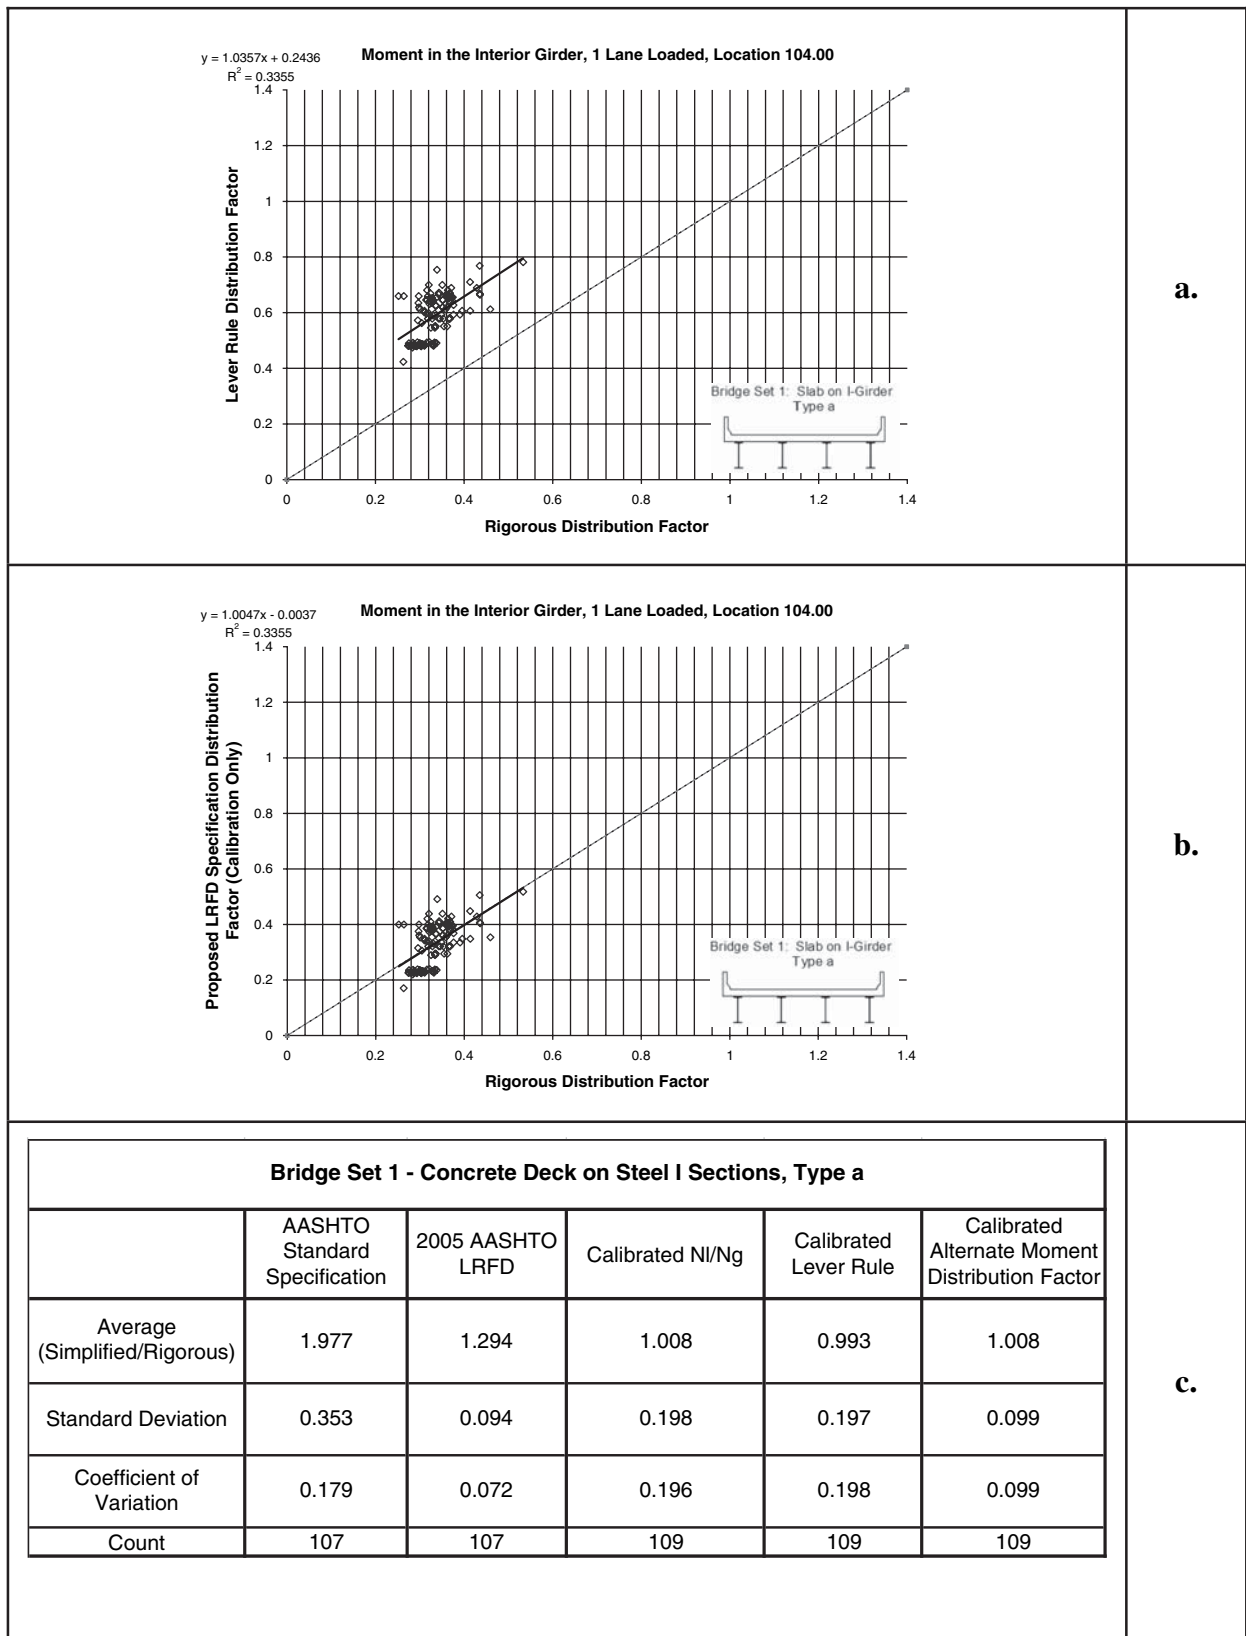 y = 1.0357x + 0.2436
R2 = 0.3355
Moment in the Interior Girder, 1 Lane Loaded, Location 104.00
1.4
1.2
1
0.8
0.6
0.4
0.2
0
Lever Rule Distribution Factor
Bridge Set 1: Slab on I-Girder
Type a
0 0.2 0.4 0.6 0.8 1 1.2 1.4
Rigorous Distribution Factor
a.
y = 1.0047x - 0.0037
R2 = 0.3355
Moment in the Interior Girder, 1 Lane Loaded, Location 104.00
1.4
1.2
1
0.8
0.6
0.4
0.2
0
Proposed LRFD Specification Distribution
Factor (Calibration Only)
Bridge Set 1: Slab on I-Girder
Type a
0 0.2 0.4 0.6 0.8 1 1.2 1.4
Rigorous Distribution Factor
b.
Bridge Set 1 - Concrete Deck on Steel I Sections, Type a
AASHTO
Standard
Specification
2005 AASHTO
LRFD
Calibrated Nl/Ng
Calibrated
Lever Rule
Calibrated
Alternate Moment
Distribution Factor
Average
(Simplified/Rigorous)
1.977 1.294 1.008 0.993 1.008
Standard Deviation 0.353 0.094 0.198 0.197 0.099
Coefficient of
Variation
0.179 0.072 0.196 0.198 0.099
Count 107 107 109 109 109
c.